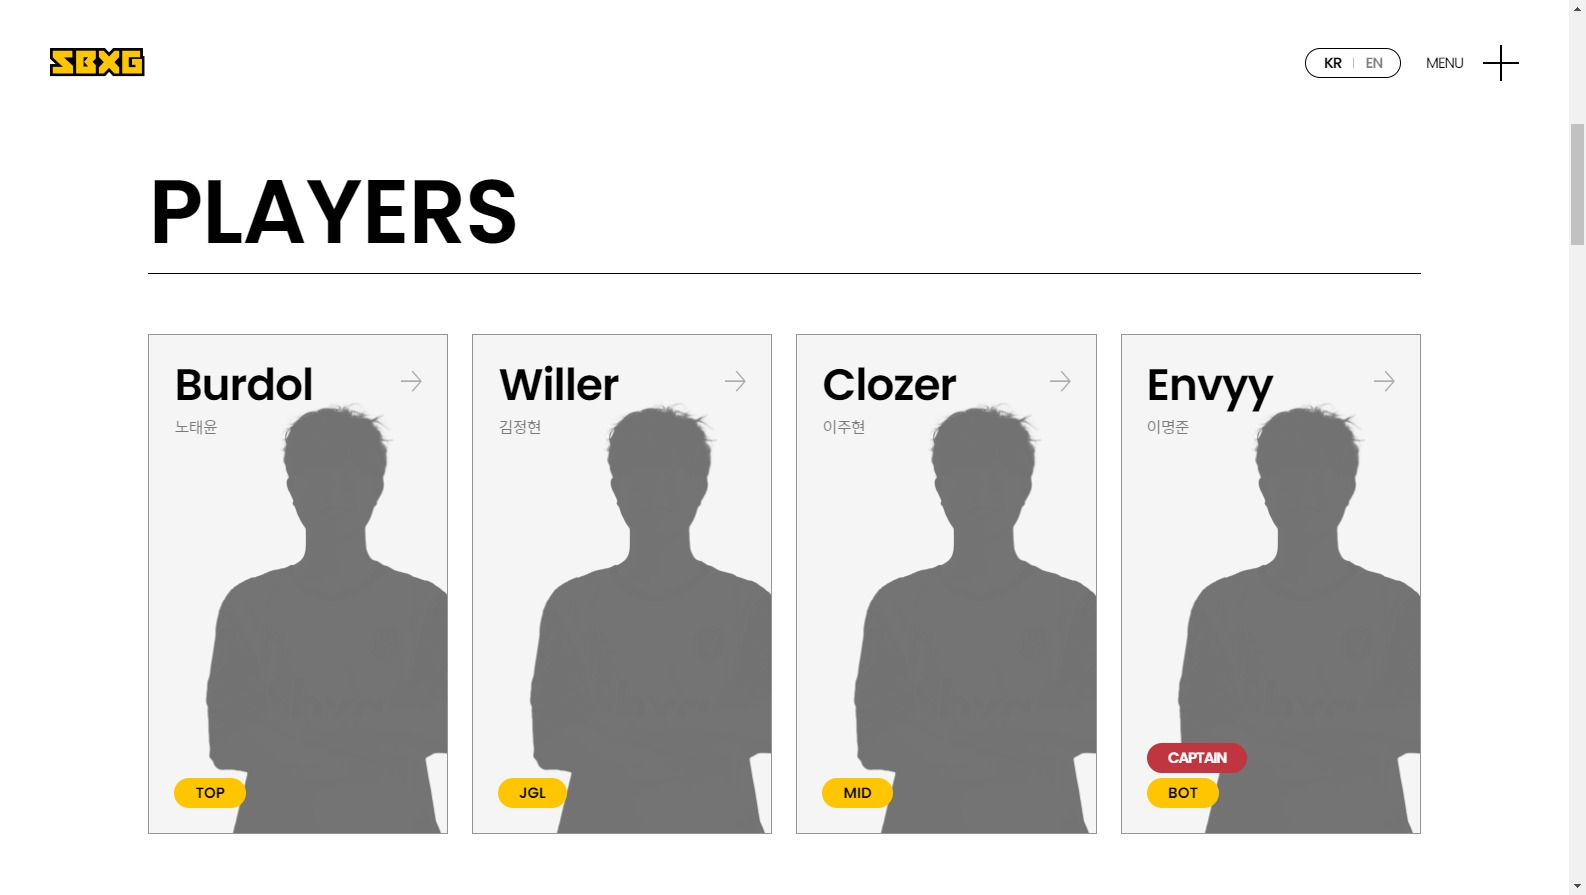 SBXG
KR | EN
MENU
PLAYERS
Burdol
노태윤
TOP
Willer
김정현
JGL
Clozer
이주현
MID
Envyy
이명준
CAPTAIN
BOT